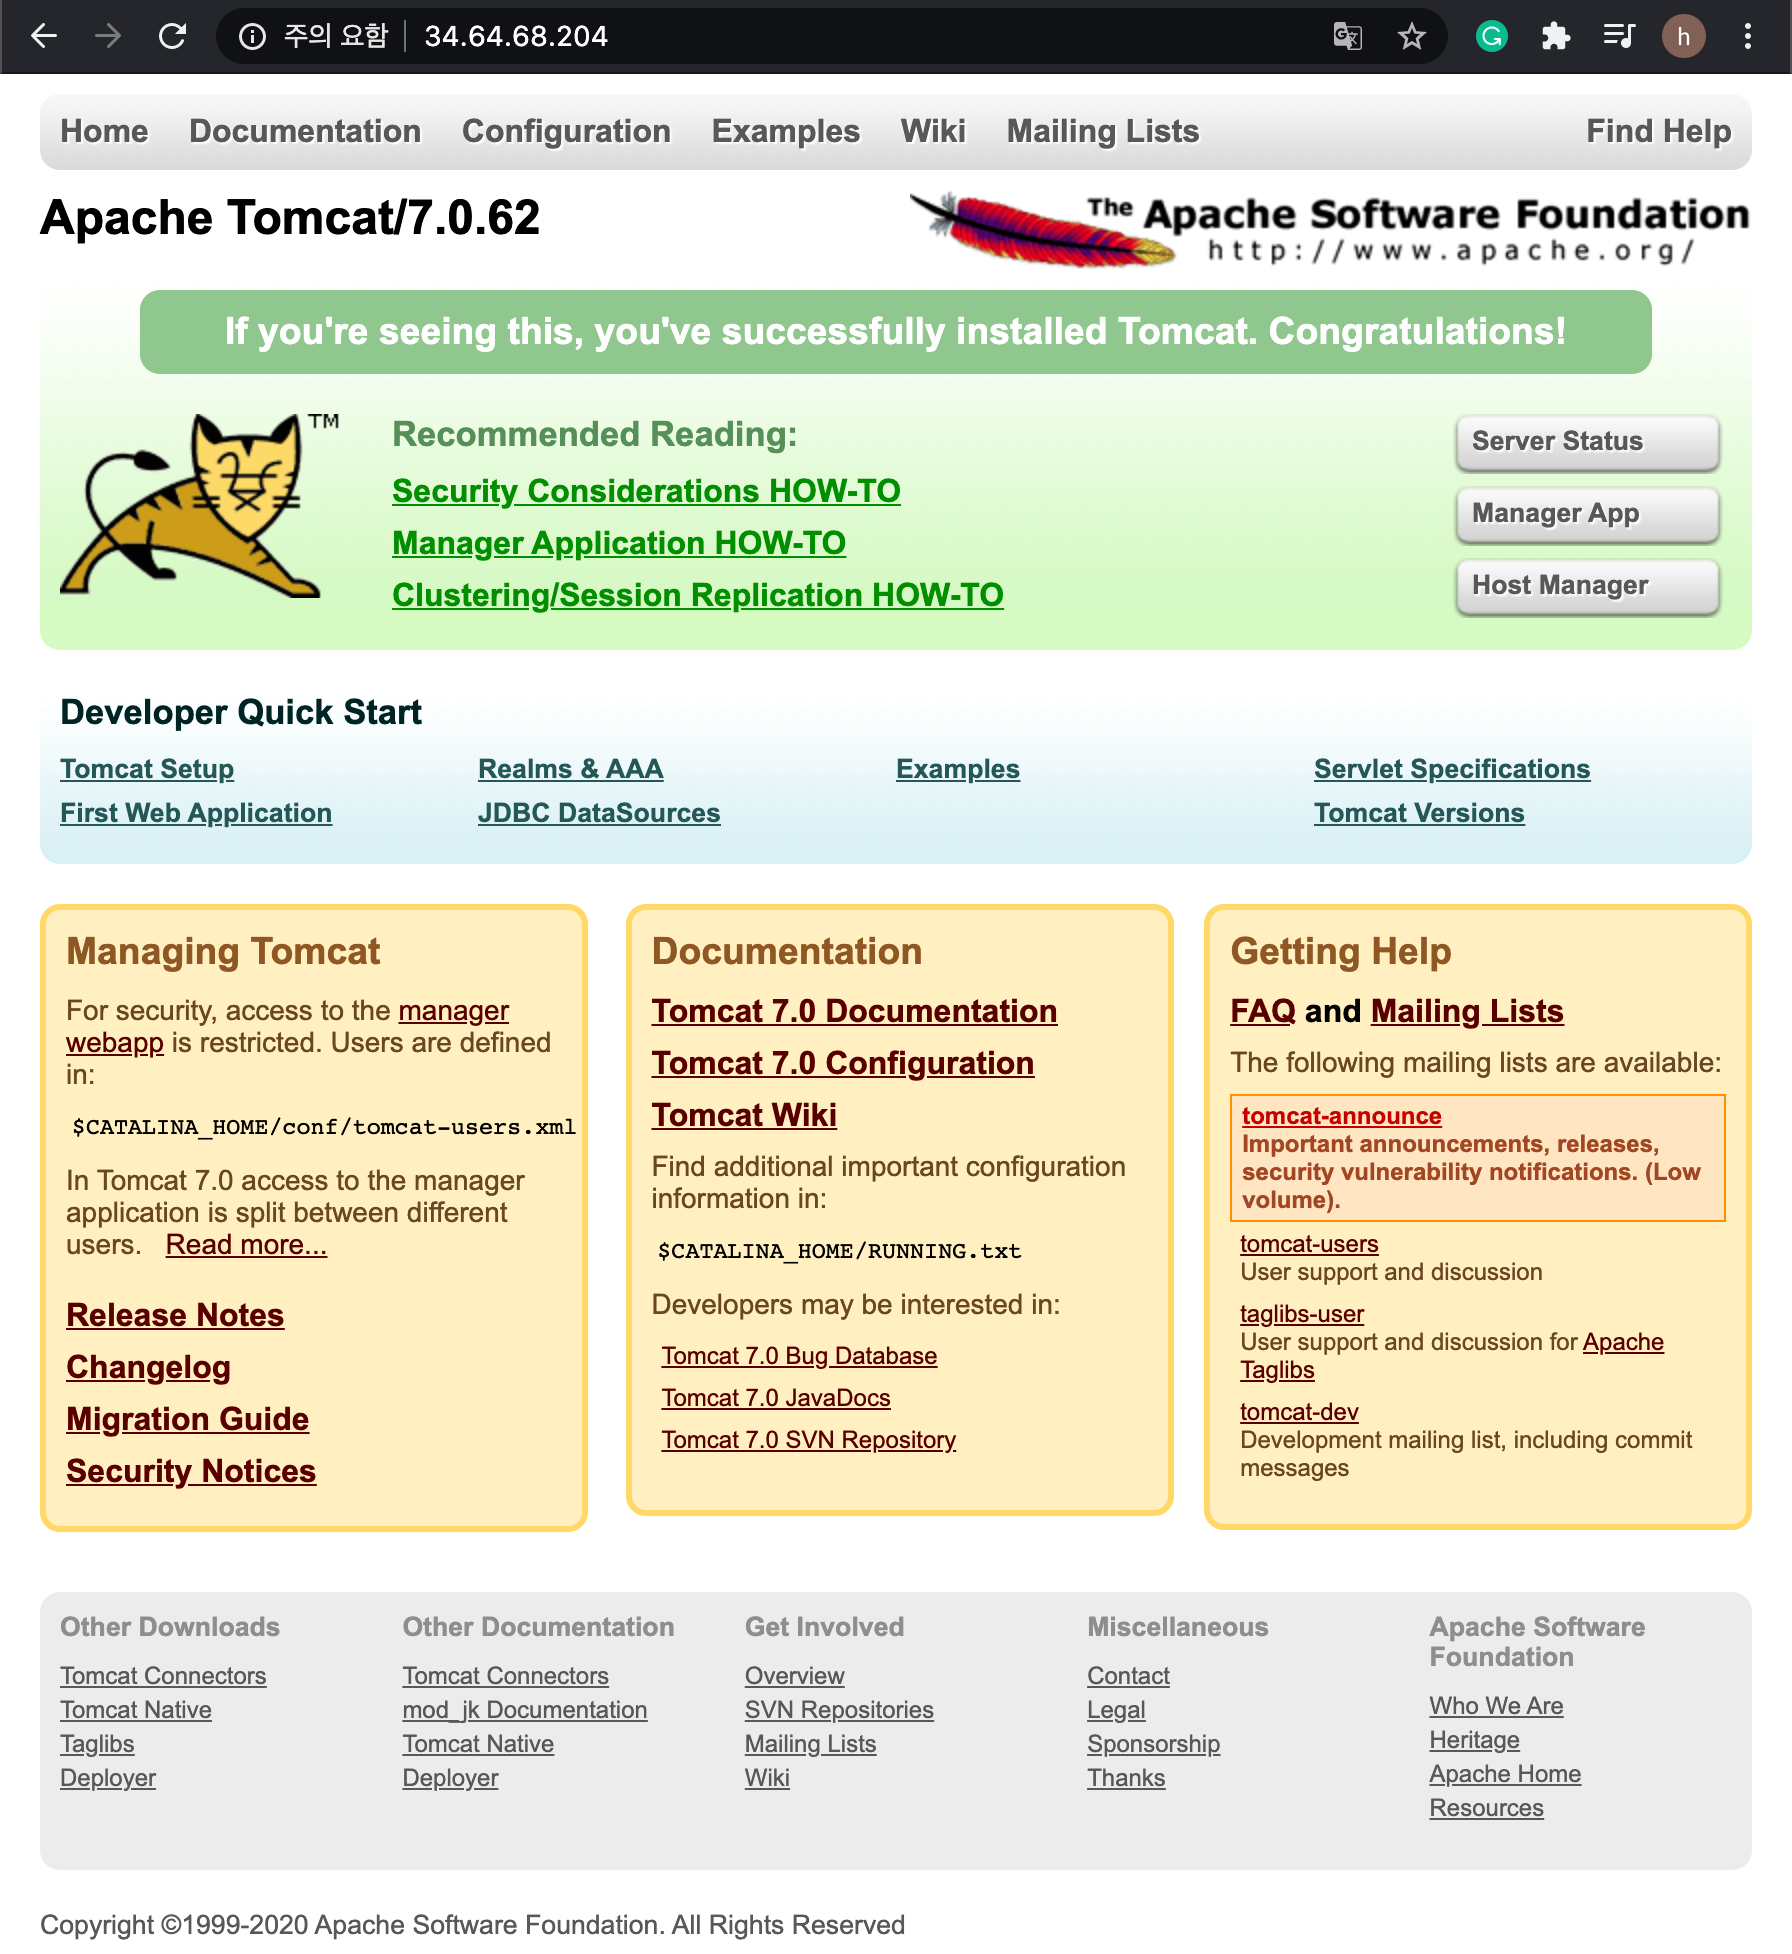 주의 요함 34.64.68.204 h
Home Documentation Configuration Examples Wiki Mailing Lists Find Help
Apache Tomcat/7.0.62
The Apache Software Foundation
http://www.apache.org/
If you're seeing this, you've successfully installed Tomcat. Congratulations!
TM
Recommended Reading:
Security Considerations HOW-TO
Manager Application HOW-TO
Clustering/Session Replication HOW-TO
Server Status
Manager App
Host Manager
Developer Quick Start
Tomcat Setup
First Web Application
Realms & AAA
JDBC DataSources
Examples
Servlet Specifications
Tomcat Versions
Managing Tomcat
For security, access to the manager
webapp is restricted. Users are defined
in:
$CATALINA_HOME/conf/tomcat-users.xml
In Tomcat 7.0 access to the manager
application is split between different
users. Read more...
Release Notes
Changelog
Migration Guide
Security Notices
Documentation
Tomcat 7.0 Documentation
Tomcat 7.0 Configuration
Tomcat Wiki
Find additional important configuration
information in:
$CATALINA_HOME/RUNNING.txt
Developers may be interested in:
Tomcat 7.0 Bug Database
Tomcat 7.0 JavaDocs
Tomcat 7.0 SVN Repository
Getting Help
FAQ and Mailing Lists
The following mailing lists are available:
tomcat-announce
Important announcements, releases,
security vulnerability notifications. (Low
volume).
tomcat-users
User support and discussion
taglibs-user
User support and discussion for Apache
Taglibs
tomcat-dev
Development mailing list, including commit
messages
Other Downloads
Tomcat Connectors
Tomcat Native
Taglibs
Deployer
Other Documentation
Tomcat Connectors
mod_jk Documentation
Tomcat Native
Deployer
Get Involved
Overview
SVN Repositories
Mailing Lists
Wiki
Miscellaneous
Contact
Legal
Sponsorship
Thanks
Apache Software
Foundation
Who We Are
Heritage
Apache Home
Resources
Copyright ©1999-2020 Apache Software Foundation. All Rights Reserved